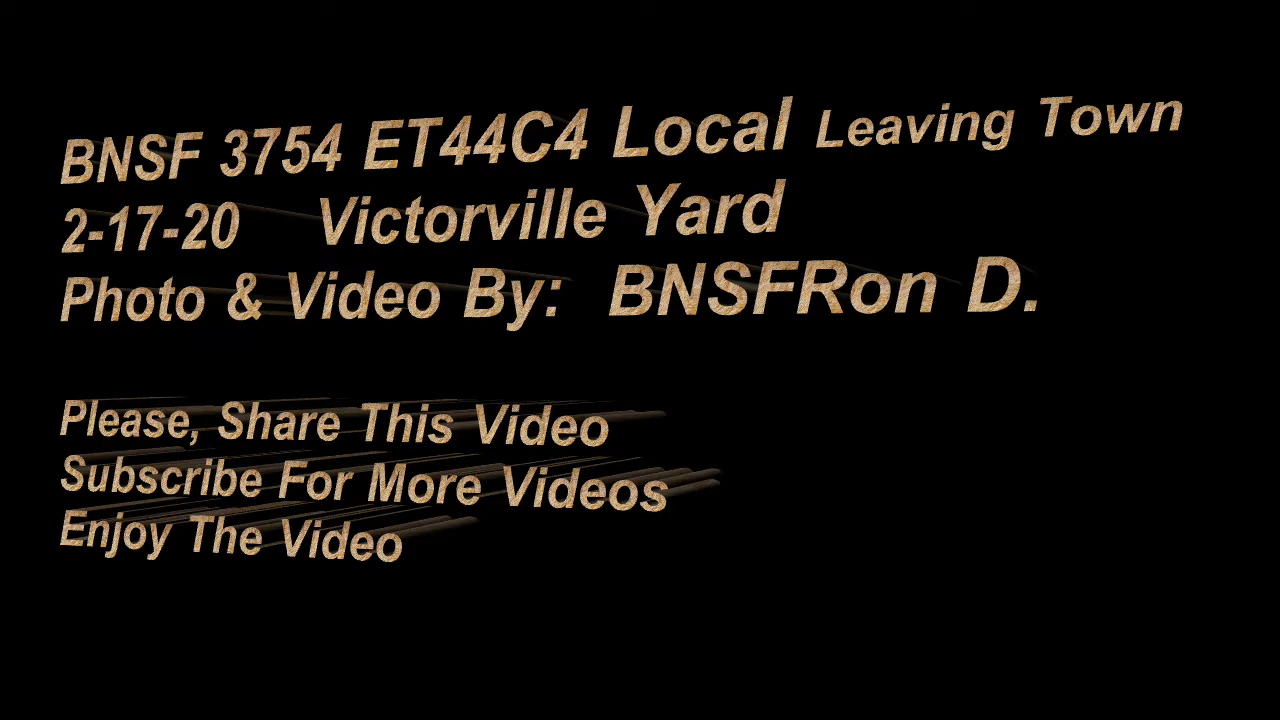 BNSF 3754 ET44C4 Local Leaving Town
2-17-20 Victorville Yard
Photo & Video By: BNSFRon D.
Please, Share This Video
Subscribe For More Videos
Enjoy The Video